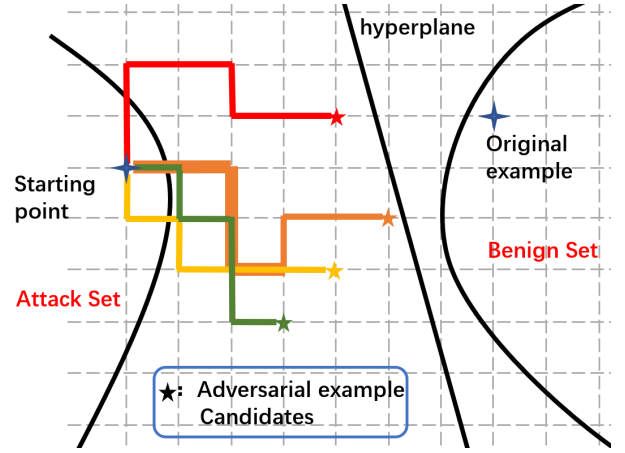 hyperplane
Original
example
Starting
point
Benign Set
Attack Set
★: Adversarial example
Candidates